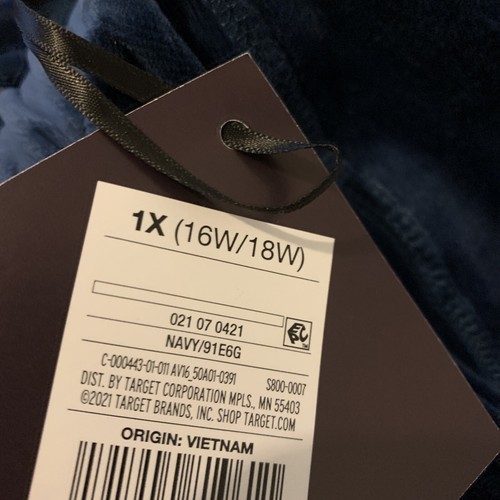 1X (16W/18W)
021 07 0421
NAVY/91E6G
C-000443-01-011 AV16_50A01-0391 S800-0007
DIST. BY TARGET CORPORATION MPLS., MN 55403
©2021 TARGET BRANDS, INC. SHOP TARGET.COM
ORIGIN: VIETNAM